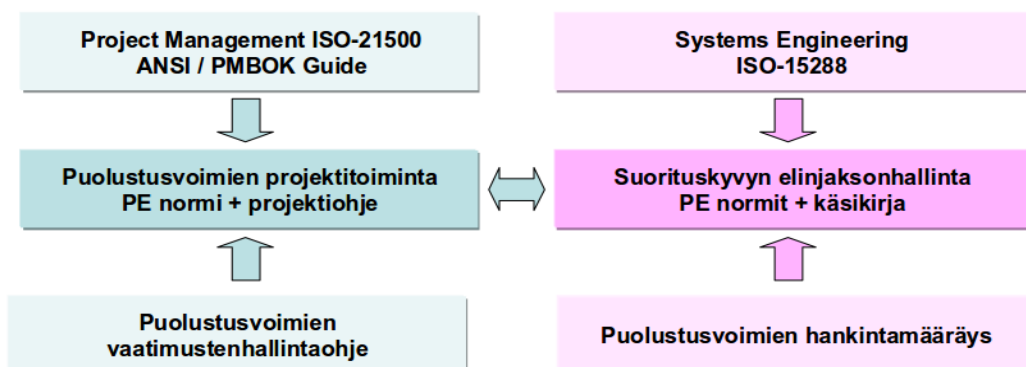 Project Management ISO-21500
ANSI / PMBOK Guide
Systems Engineering
ISO-15288
Puolustusvoimien projektitoiminta
PE normi + projektiohje
Suorituskyvyn elinjaksonhallinta
PE normit + käsikirja
Puolustusvoimien
vaatimustenhallintaohje
Puolustusvoimien hankintamääräys